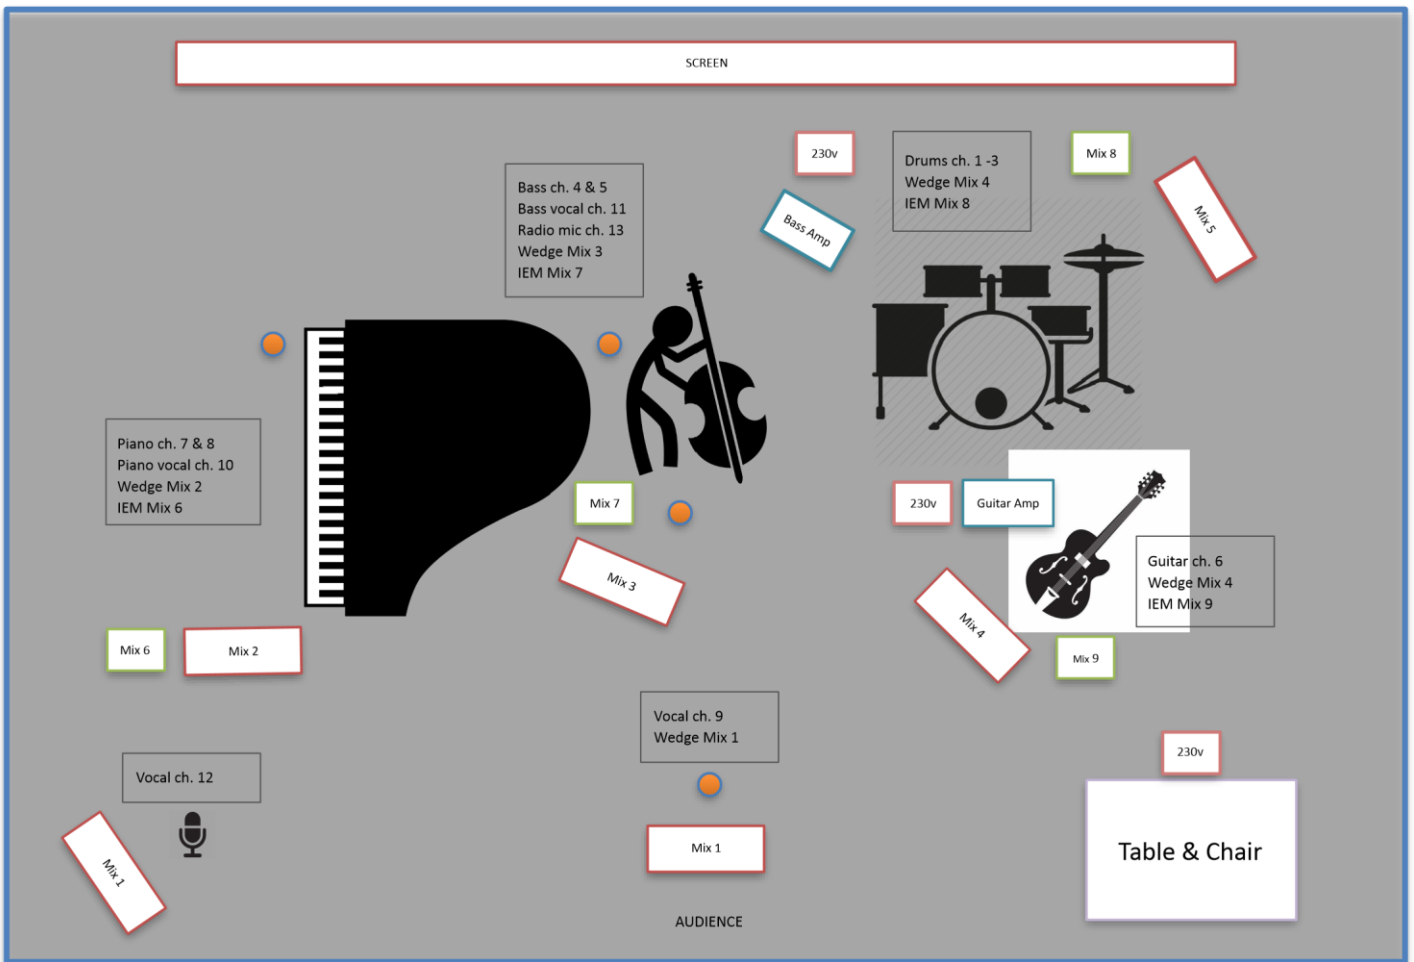 SCREEN
230v
Drums ch. 1 -3
Wedge Mix 4
IEM Mix 8
Mix 8
Mix 5
Bass Amp
Bass ch. 4 & 5
Bass vocal ch. 11
Radio mic ch. 13
Wedge Mix 3
IEM Mix 7
Piano ch. 7 & 8
Piano vocal ch. 10
Wedge Mix 2
IEM Mix 6
Mix 7
Mix 3
230v
Guitar Amp
Guitar ch. 6
Wedge Mix 4
IEM Mix 9
Mix 4
Mix 9
Mix 6
Mix 2
Vocal ch. 9
Wedge Mix 1
Vocal ch. 12
Mix 1
Mix 1
230v
Table & Chair
AUDIENCE